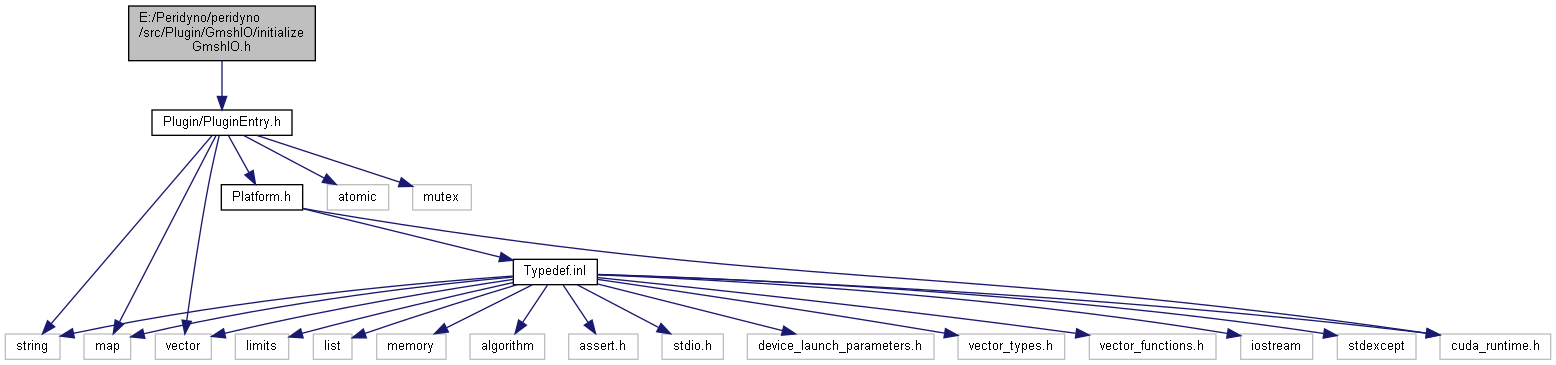 E:/Peridyno/peridyno
/src/Plugin/GmshIO/initialize
GmshIO.h
Plugin/PluginEntry.h
Platform.h
atomic
mutex
Typedef.inl
string
map
vector
limits
list
memory
algorithm
assert.h
stdio.h
device_launch_parameters.h
vector_types.h
vector_functions.h
iostream
stdexcept
cuda_runtime.h